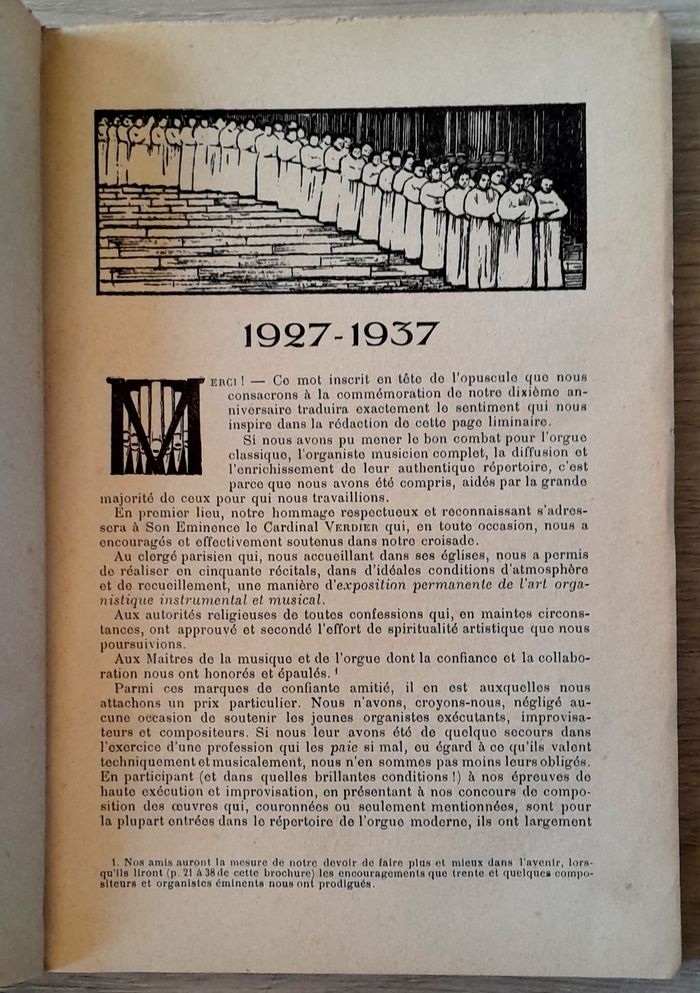 1927-1937
MERCI ! — Ce mot inscrit en tête de l'opuscule que nous
consacrons à la commémoration de notre dixième an-
niversaire traduira exactement le sentiment qui nous
inspire dans la rédaction de cette page liminaire.
Si nous avons pu mener le bon combat pour l'orgue
classique, l'organiste musicien complet, la diffusion et
l'enrichissement de leur authentique répertoire, c'est
parce que nous avons été compris, aidés par la grande
majorité de ceux pour qui nous travaillions.
En premier lieu, notre hommage respectueux et reconnaissant s'adres-
sera à Son Eminence le Cardinal VERDIER qui, en toute occasion, nous a
encouragés et effectivement soutenus dans notre croisade.
Au clergé parisien qui, nous accueillant dans ses églises, nous a permis
de réaliser en cinquante récitals, dans d'idéales conditions d'atmosphère
et de recueillement, une manière d'exposition permanente de l'art orga-
nistique instrumental et musical.
Aux autorités religieuses de toutes confessions qui, en maintes circons-
tances, ont approuvé et secondé l'effort de spiritualité artistique que nous
poursuivions.
Aux Maîtres de la musique et de l'orgue dont la confiance et la collabo-
ration nous ont honorés et épaulés. 1
Parmi ces marques de confiante amitié, il en est auxquelles nous
attachons un prix particulier. Nous n'avons, croyons-nous, négligé au-
cune occasion de soutenir les jeunes organistes exécutants, improvisa-
teurs et compositeurs. Si nous leur avons été de quelque secours dans
l'exercice d'une profession qui les paie si mal, eu égard à ce qu'ils valent
techniquement et musicalement, nous n'en sommes pas moins leurs obligés.
En participant (et dans quelles brillantes conditions !) à nos épreuves de
haute exécution et improvisation, en présentant à nos concours de compo-
sition des œuvres qui, couronnées ou seulement mentionnées, sont pour
la plupart entrées dans le répertoire de l'orgue moderne, ils ont largement
1. Nos amis auront la mesure de notre devoir de faire plus et mieux dans l'avenir, lors-
qu'ils liront (p. 21 à 38 de cette brochure) les encouragements que trente et quelques compo-
siteurs et organistes éminents nous ont prodigués.